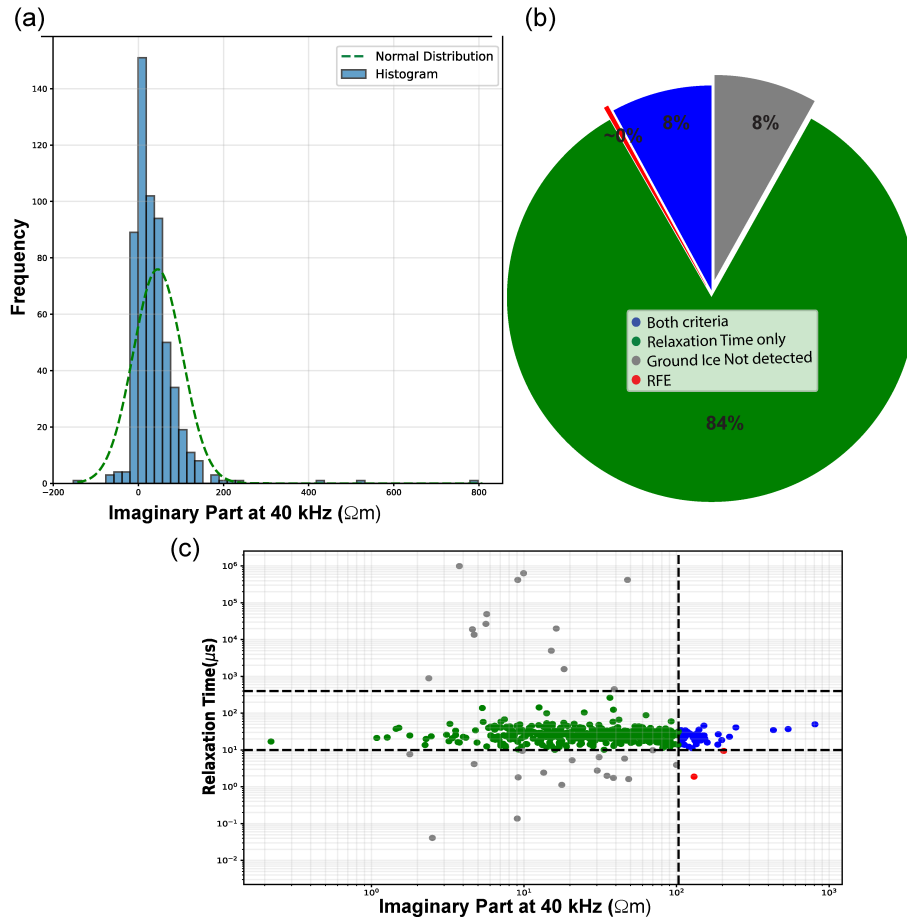 (a)
Normal Distribution
Histogram
140
120
100
80
60
40
20
0
−200 0 200 400 600 800
Frequency
Imaginary Part at 40 kHz (Ωm)
(b)
~0% 8% 8%
Both criteria
Relaxation Time only
Ground Ice Not detected
RFE
84%
(c)
10⁶
10⁵
10⁴
10³
10²
10¹
10⁰
10⁻¹
10⁻²
10⁰ 10¹ 10² 10³
Relaxation Time(μs)
Imaginary Part at 40 kHz (Ωm)